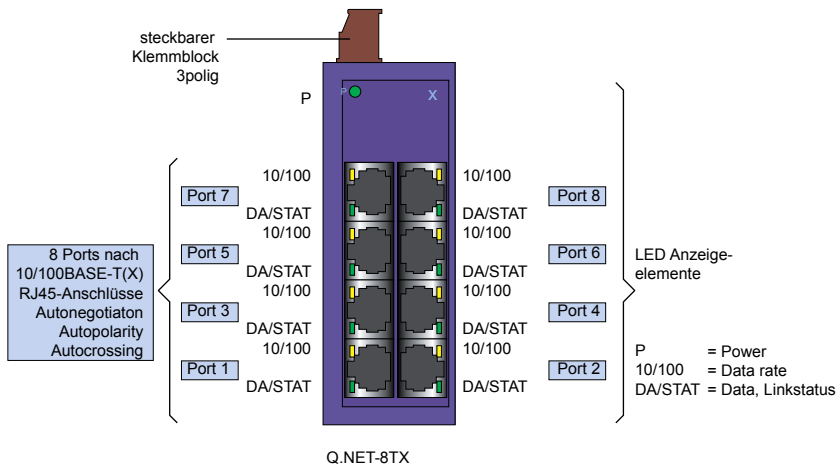 steckbarer
Klemmblock
3polig
P
P
X
10/100
10/100
Port 7
Port 8
DA/STAT
DA/STAT
10/100
10/100
Port 5
Port 6
DA/STAT
DA/STAT
10/100
10/100
Port 3
Port 4
DA/STAT
DA/STAT
10/100
10/100
Port 1
Port 2
DA/STAT
DA/STAT
8 Ports nach
10/100BASE-T(X)
RJ45-Anschlüsse
Autonegotiaton
Autopolarity
Autocrossing
LED Anzeige-
elemente
P = Power
10/100 = Data rate
DA/STAT = Data, Linkstatus
Q.NET-8TX